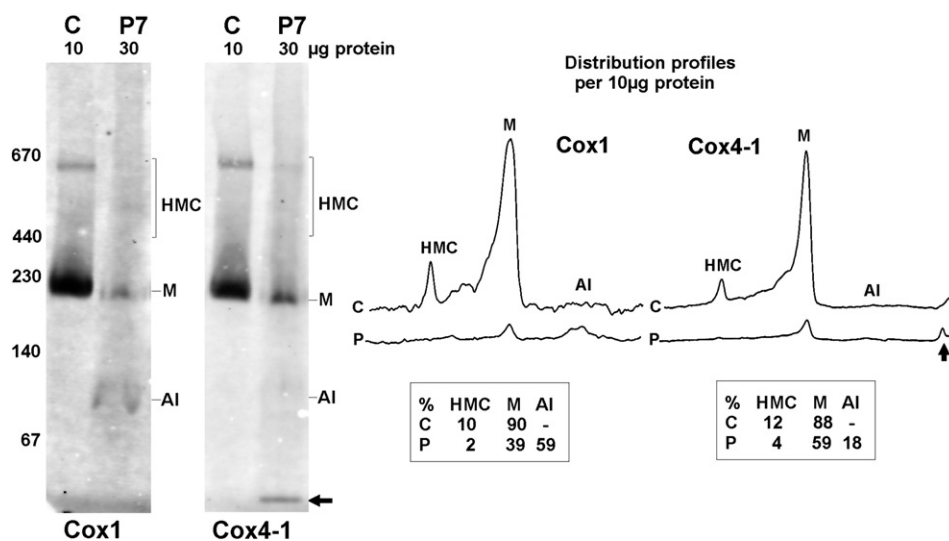 C P7 C P7
10 30 10 30 µg protein
670
440
230
140
67
HMC
M
AI
HMC
M
AI
Cox1
Cox4-1
Distribution profiles
per 10µg protein
Cox1
M
HMC
AI
C
P
Cox4-1
M
HMC
AI
C
P
% HMC M AI
C 10 90 -
P 2 39 59
% HMC M AI
C 12 88 -
P 4 59 18